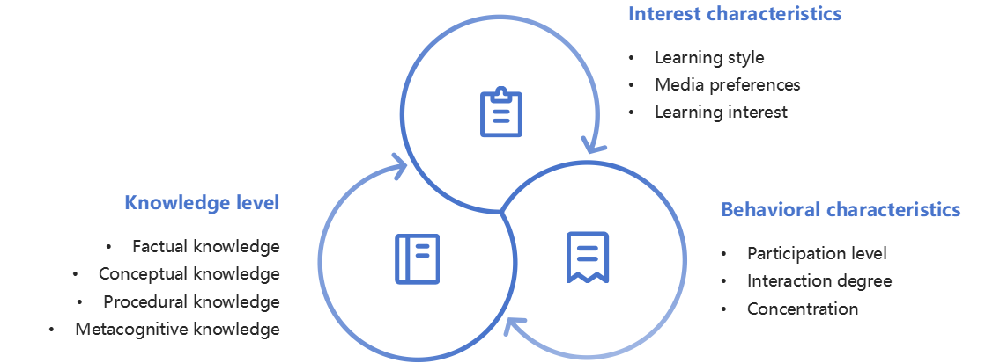 Interest characteristics
• Learning style
• Media preferences
• Learning interest
Knowledge level
• Factual knowledge
• Conceptual knowledge
• Procedural knowledge
• Metacognitive knowledge
Behavioral characteristics
• Participation level
• Interaction degree
• Concentration